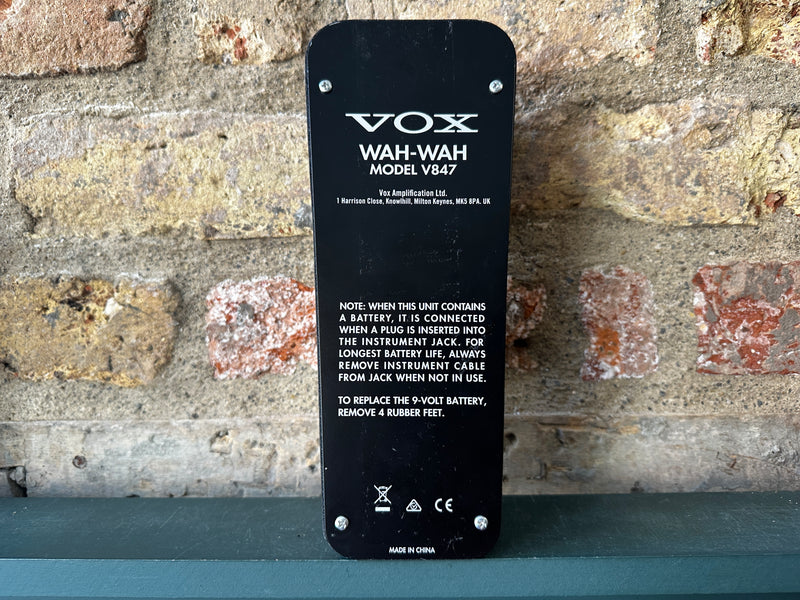 VOX
WAH-WAH
MODEL V847
Vox Amplification Ltd.
1 Harrison Close, Knowlhill, Milton Keynes, MK5 8PA. UK
NOTE: WHEN THIS UNIT CONTAINS
A BATTERY, IT IS CONNECTED
WHEN A PLUG IS INSERTED INTO
THE INSTRUMENT JACK. FOR
LONGEST BATTERY LIFE, ALWAYS
REMOVE INSTRUMENT CABLE
FROM JACK WHEN NOT IN USE.
TO REPLACE THE 9-VOLT BATTERY,
REMOVE 4 RUBBER FEET.
CE
MADE IN CHINA